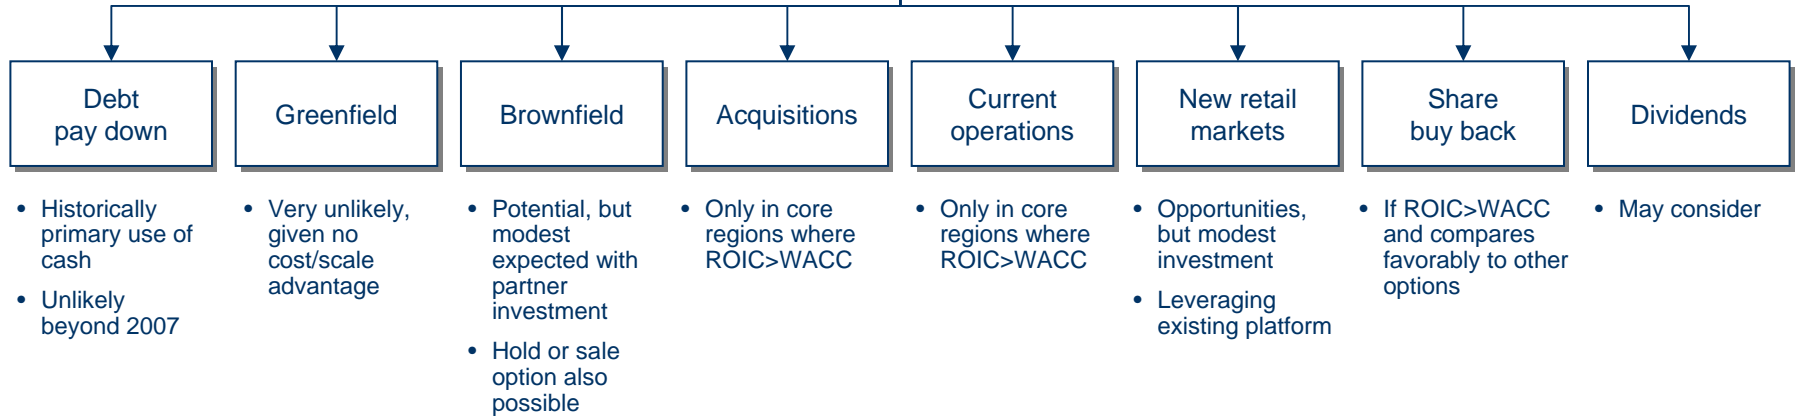 Debt
pay down
Greenfield
Brownfield
Acquisitions
Current
operations
New retail
markets
Share
buy back
Dividends
• Historically
primary use of
cash
• Unlikely
beyond 2007
• Very unlikely,
given no
cost/scale
advantage
• Potential, but
modest
expected with
partner
investment
• Hold or sale
option also
possible
• Only in core
regions where
ROIC>WACC
• Only in core
regions where
ROIC>WACC
• Opportunities,
but modest
investment
• Leveraging
existing platform
• If ROIC>WACC
and compares
favorably to other
options
• May consider